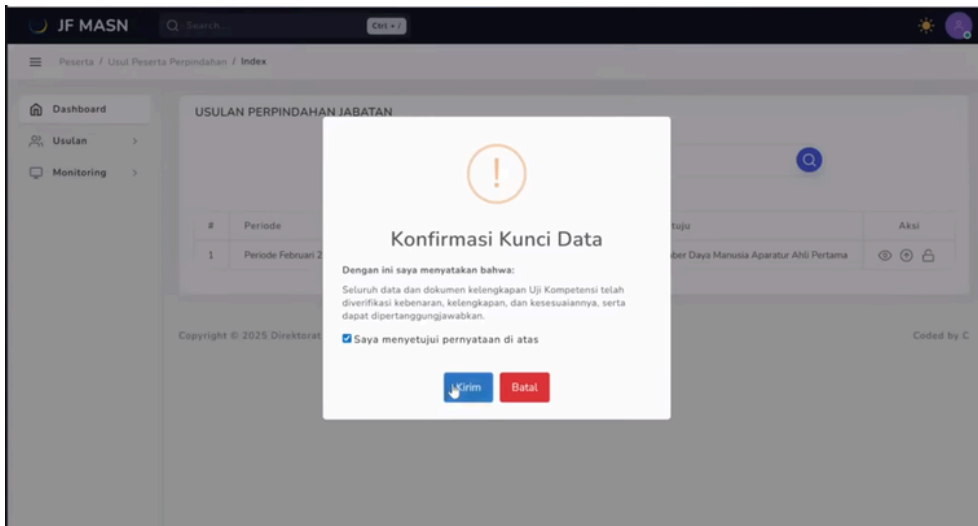 JF MASN
Search...
Ctrl + /
Peserta / Usul Peserta Perpindahan / Index
Dashboard
Usulan
Monitoring
USULAN PERPINDAHAN JABATAN
# Periode tuju Aksi
1 Periode Februari 2 ber Daya Manusia Aparatur Ahli Pertama
!
Konfirmasi Kunci Data
Dengan ini saya menyatakan bahwa:
Seluruh data dan dokumen kelengkapan Uji Kompetensi telah
diverifikasi kebenaran, kelengkapan, dan kesesuaiannya, serta
dapat dipertanggungjawabkan.
Saya menyetujui pernyataan di atas
Kirim Batal
Copyright © 2025 Direktorat Coded by C